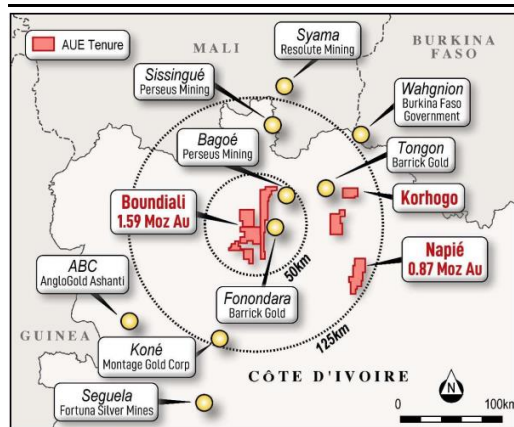 AUE Tenure
MALI
BURKINA
FASO
Syama
Resolute Mining
Sissingué
Perseus Mining
Wahgnion
Burkina Faso
Government
Bagoé
Perseus Mining
Tongon
Barrick Gold
Boundiali
1.59 Moz Au
Korhogo
Napié
0.87 Moz Au
ABC
AngloGold Ashanti
Fonondara
Barrick Gold
50km
125km
GUINEA
Koné
Montage Gold Corp
CÔTE D'IVOIRE
N
Seguela
Fortuna Silver Mines
0
100km